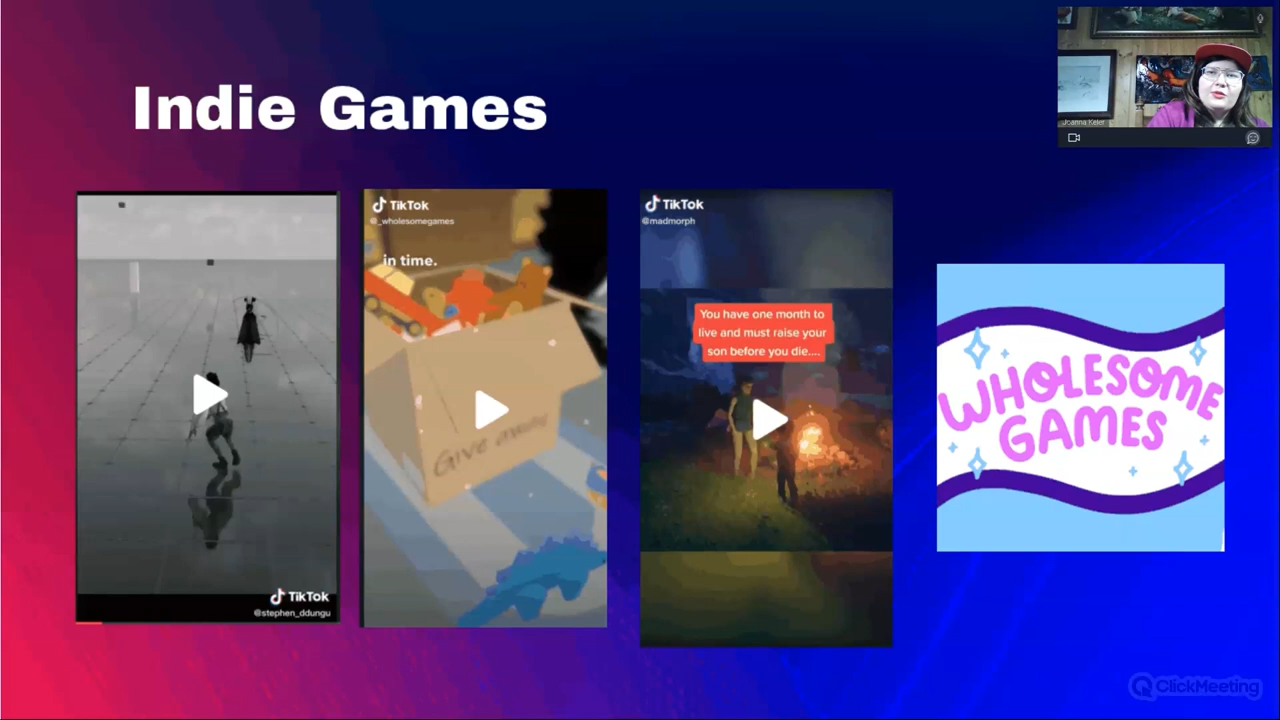 Indie Games
Joanna Keler
TikTok
@stephen_ddungu
TikTok
@_wholesomegames
in time.
Give away
TikTok
@madmorph
You have one month to
live and must raise your
son before you die....
WHOLESOME
GAMES
ClickMeeting